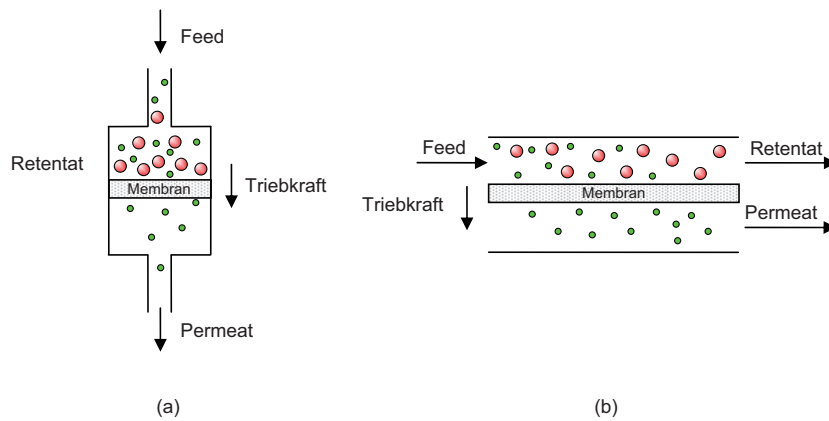 Feed
Retentat
Membran
Triebkraft
Permeat
(a)
Feed
Retentat
Triebkraft
Membran
Permeat
(b)